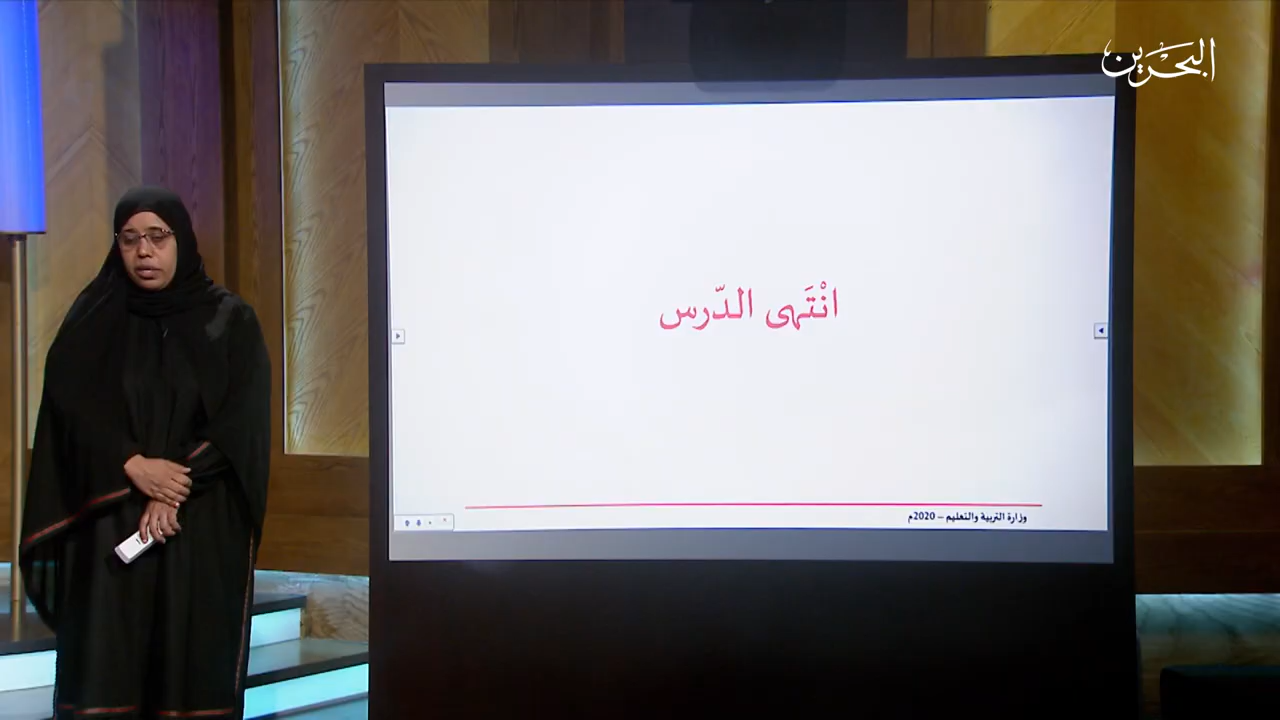 البحرين
انْتَهى الدّرس
وزارة التربية والتعليم – 2020م